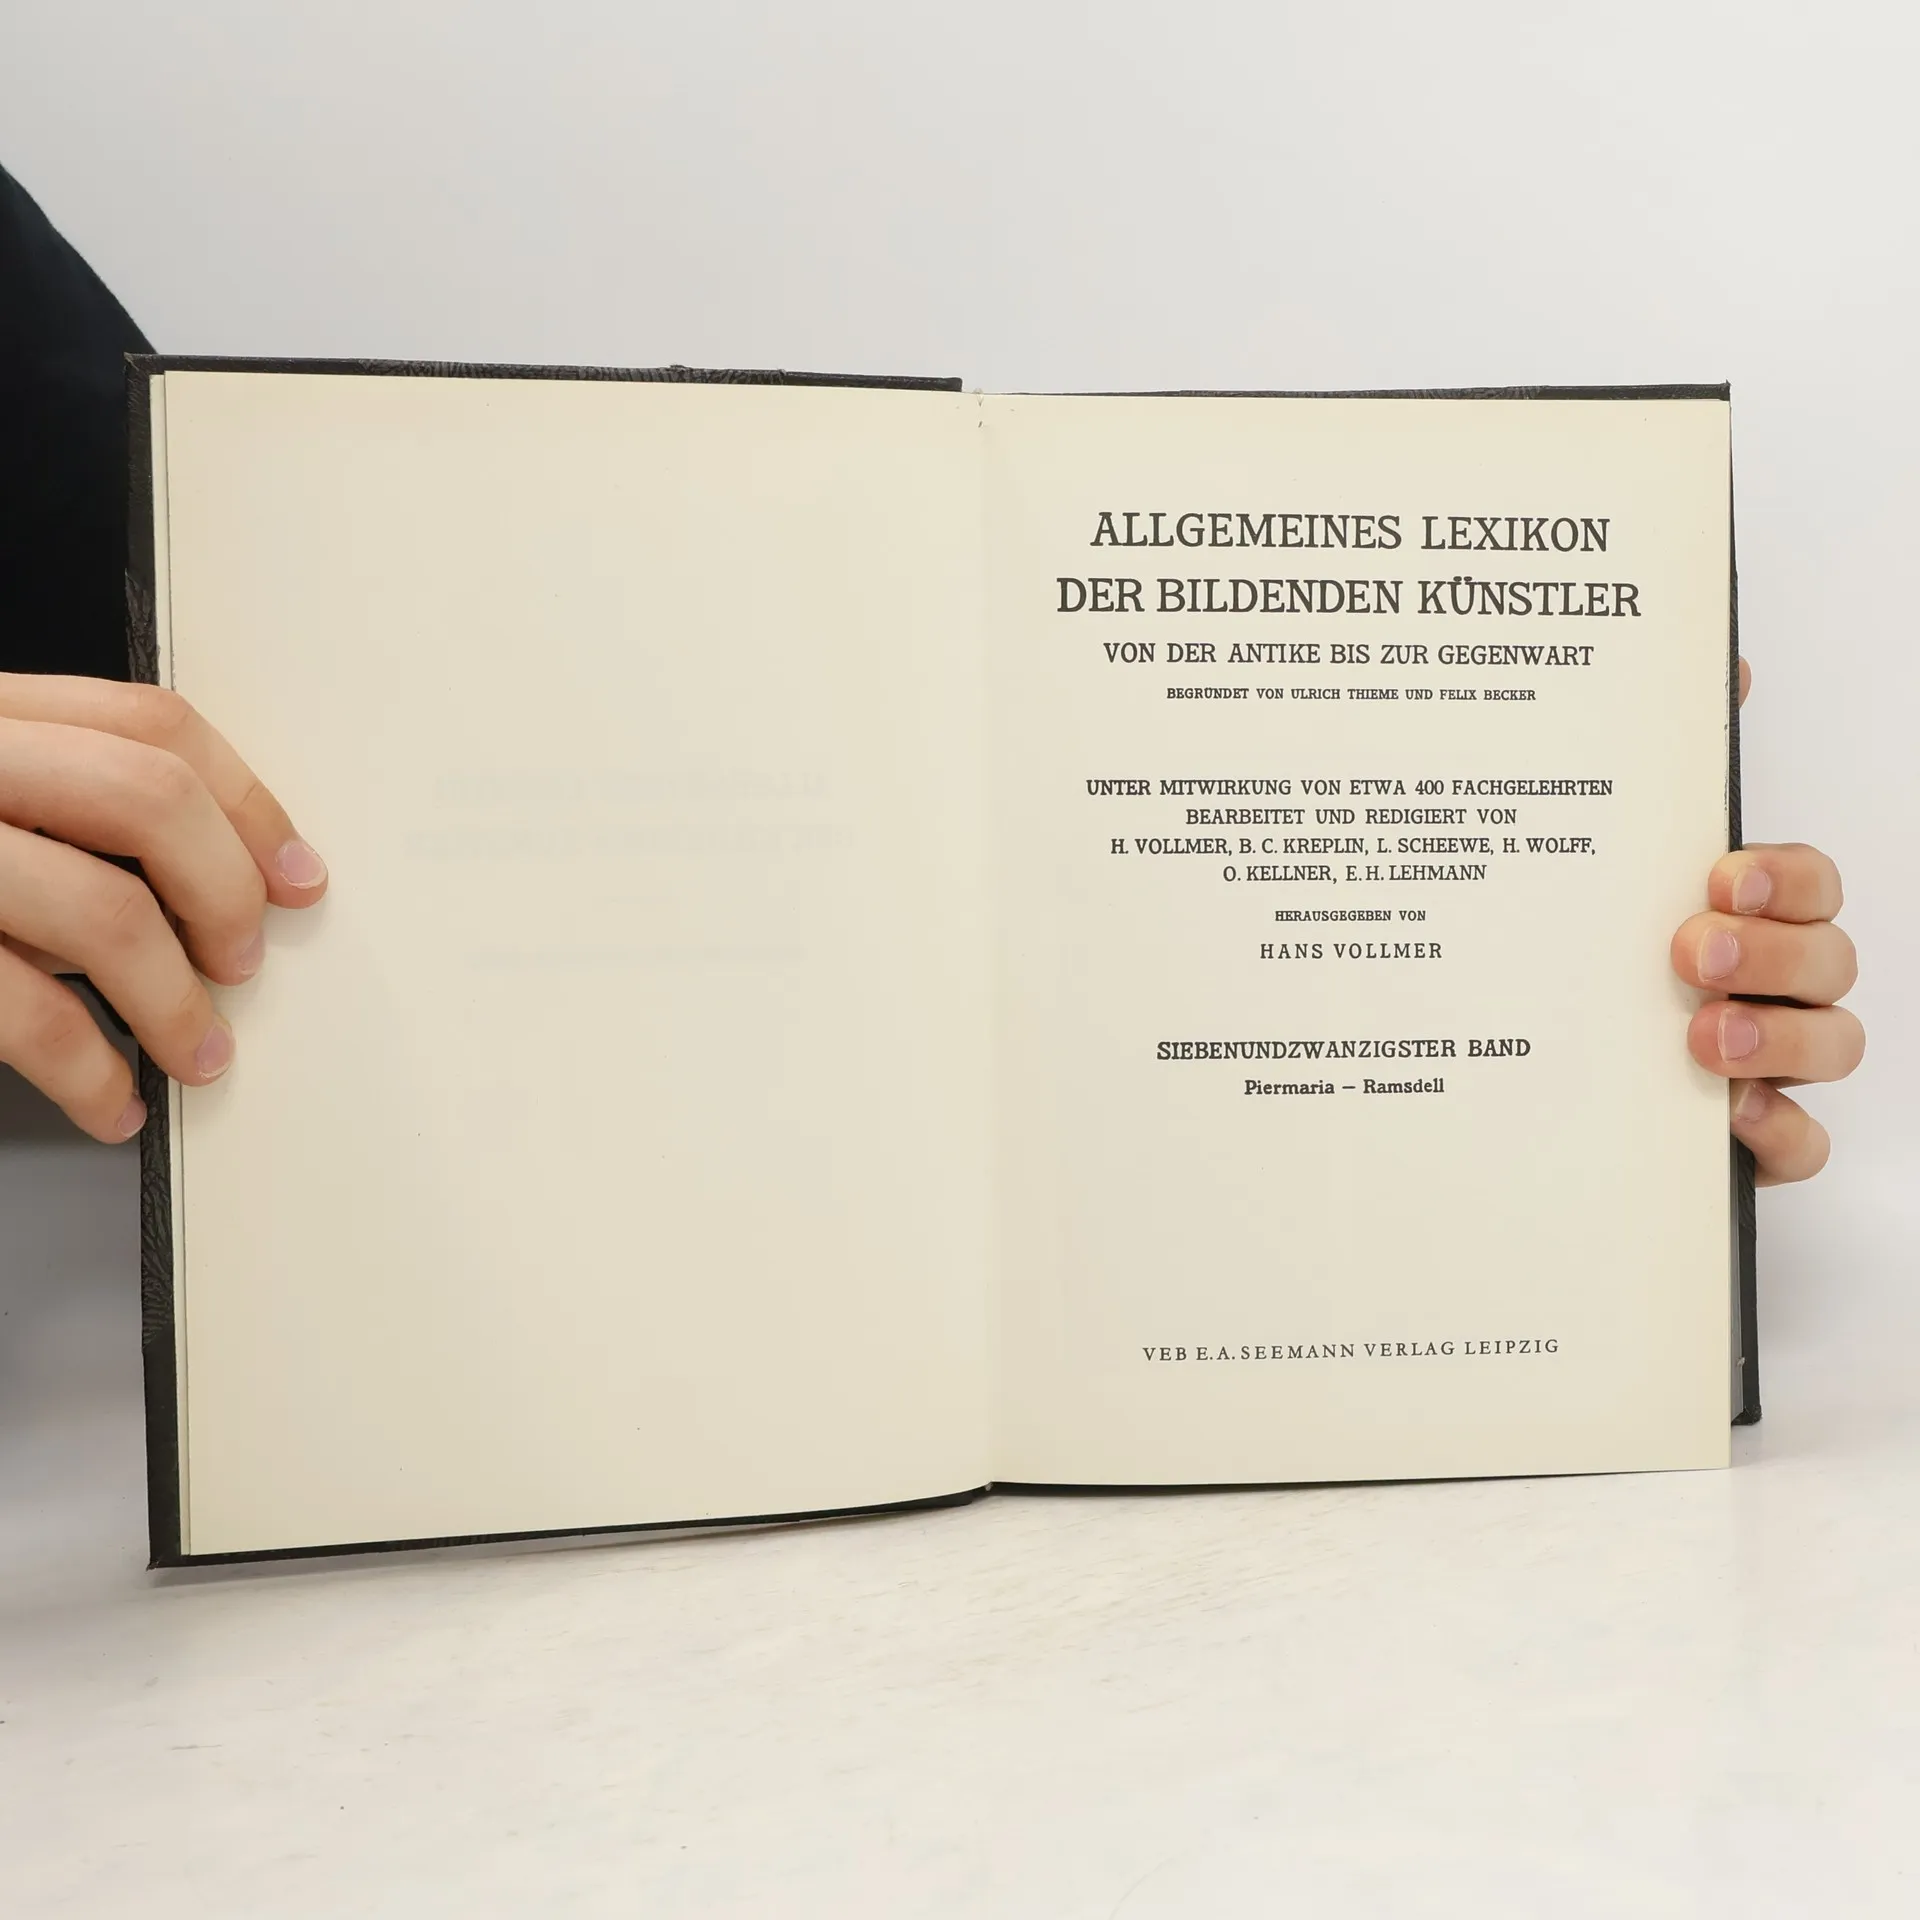 ALLGEMEINES LEXIKON
DER BILDENDEN KÜNSTLER
VON DER ANTIKE BIS ZUR GEGENWART
BEGRÜNDET VON ULRICH THIEME UND FELIX BECKER
UNTER MITWIRKUNG VON ETWA 400 FACHGELEHRTEN
BEARBEITET UND REDIGIERT VON
H. VOLLMER, B. C. KREPLIN, L. SCHEEWE, H. WOLFF,
O. KELLNER, E. H. LEHMANN
HERAUSGEGEBEN VON
HANS VOLLMER
SIEBENUNDZWANZIGSTER BAND
Piermaria — Ramsdell
VEB E. A. SEEMANN VERLAG LEIPZIG